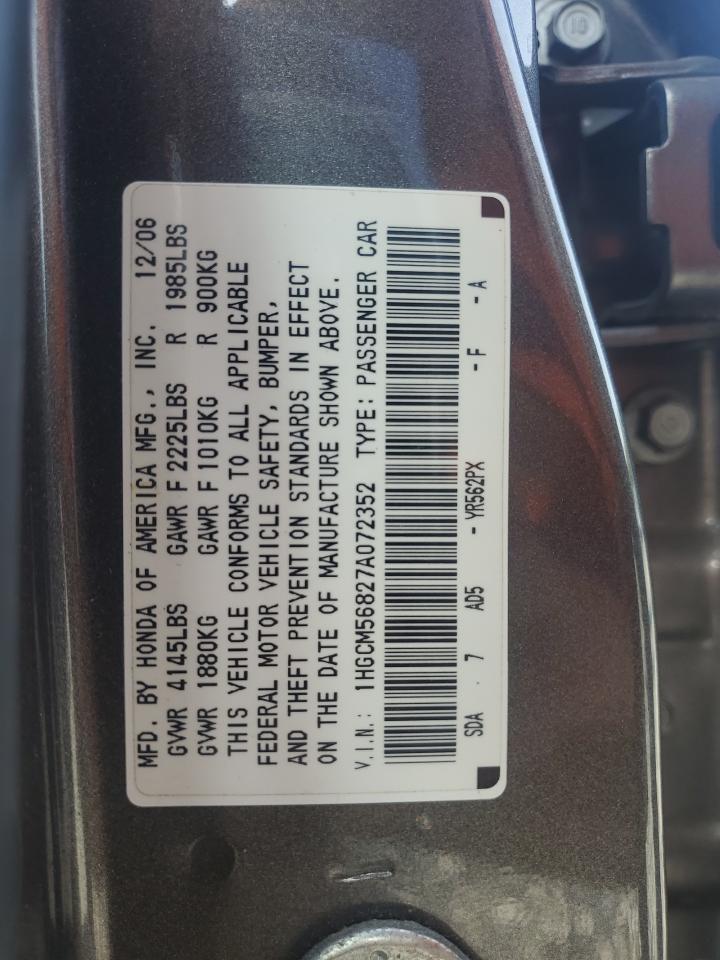 MFD. BY HONDA OF AMERICA MFG., INC. 12/06
GVWR 4145LBS GAWR F 2225LBS R 1985LBS
GVWR 1880KG GAWR F 1010KG R 900KG
THIS VEHICLE CONFORMS TO ALL APPLICABLE
FEDERAL MOTOR VEHICLE SAFETY, BUMPER,
AND THEFT PREVENTION STANDARDS IN EFFECT
ON THE DATE OF MANUFACTURE SHOWN ABOVE.
V.I.N.: 1HGCM56827A072352 TYPE: PASSENGER CAR
SDA - 7 AD5 - YR562PX - F - A
10